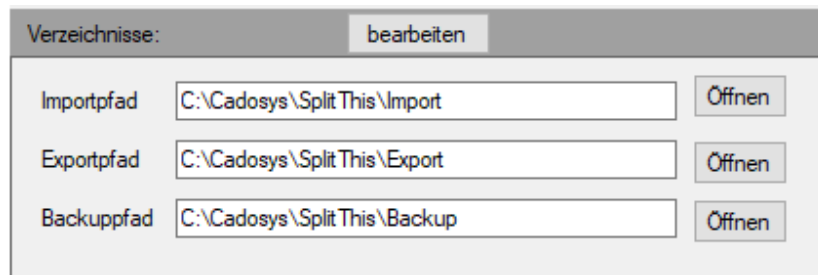 Verzeichnisse: bearbeiten
Importpfad C:\Cadosys\SplitThis\Import Öffnen
Exportpfad C:\Cadosys\SplitThis\Export Öffnen
Backuppfad C:\Cadosys\SplitThis\Backup Öffnen